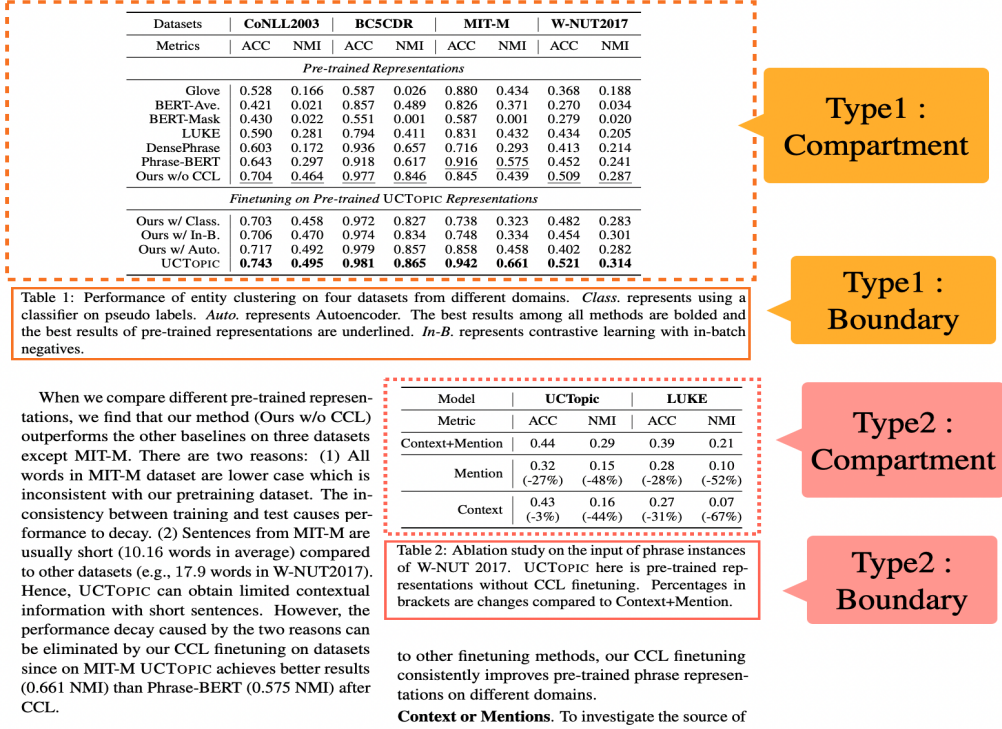 Datasets CoNLL2003 BC5CDR MIT-M W-NUT2017
Metrics ACC NMI ACC NMI ACC NMI ACC NMI
Pre-trained Representations
Glove 0.528 0.166 0.587 0.026 0.880 0.434 0.368 0.188
BERT-Ave. 0.421 0.021 0.857 0.489 0.826 0.371 0.270 0.034
BERT-Mask 0.430 0.022 0.551 0.001 0.587 0.001 0.279 0.020
LUKE 0.590 0.281 0.794 0.411 0.831 0.432 0.434 0.205
DensePhrase 0.603 0.172 0.936 0.657 0.716 0.293 0.413 0.214
Phrase-BERT 0.643 0.297 0.918 0.617 0.916 0.575 0.452 0.241
Ours w/o CCL 0.704 0.464 0.977 0.846 0.845 0.439 0.509 0.287
Finetuning on Pre-trained UCTOPIC Representations
Ours w/ Class. 0.703 0.458 0.972 0.827 0.738 0.323 0.482 0.283
Ours w/ In-B. 0.706 0.470 0.974 0.834 0.748 0.334 0.454 0.301
Ours w/ Auto. 0.717 0.492 0.979 0.857 0.858 0.458 0.402 0.282
UCTOPIC 0.743 0.495 0.981 0.865 0.942 0.661 0.521 0.314
Type1 :
Compartment
Table 1: Performance of entity clustering on four datasets from different domains. Class. represents using a
classifier on pseudo labels. Auto. represents Autoencoder. The best results among all methods are bolded and
the best results of pre-trained representations are underlined. In-B. represents contrastive learning with in-batch
negatives.
Type1 :
Boundary
When we compare different pre-trained represen-
tations, we find that our method (Ours w/o CCL)
outperforms the other baselines on three datasets
except MIT-M. There are two reasons: (1) All
words in MIT-M dataset are lower case which is
inconsistent with our pretraining dataset. The in-
consistency between training and test causes per-
formance to decay. (2) Sentences from MIT-M are
usually short (10.16 words in average) compared
to other datasets (e.g., 17.9 words in W-NUT2017).
Hence, UCTOPIC can obtain limited contextual
information with short sentences. However, the
performance decay caused by the two reasons can
be eliminated by our CCL finetuning on datasets
since on MIT-M UCTOPIC achieves better results
(0.661 NMI) than Phrase-BERT (0.575 NMI) after
CCL.
Model UCTopic LUKE
Metric ACC NMI ACC NMI
Context+Mention 0.44 0.29 0.39 0.21
Mention 0.32 0.15 0.28 0.10
(-27%) (-48%) (-28%) (-52%)
Context 0.43 0.16 0.27 0.07
(-3%) (-44%) (-31%) (-67%)
Type2 :
Compartment
Table 2: Ablation study on the input of phrase instances
of W-NUT 2017. UCTOPIC here is pre-trained rep-
resentations without CCL finetuning. Percentages in
brackets are changes compared to Context+Mention.
Type2 :
Boundary
to other finetuning methods, our CCL finetuning
consistently improves pre-trained phrase represen-
tations on different domains.
Context or Mentions. To investigate the source of